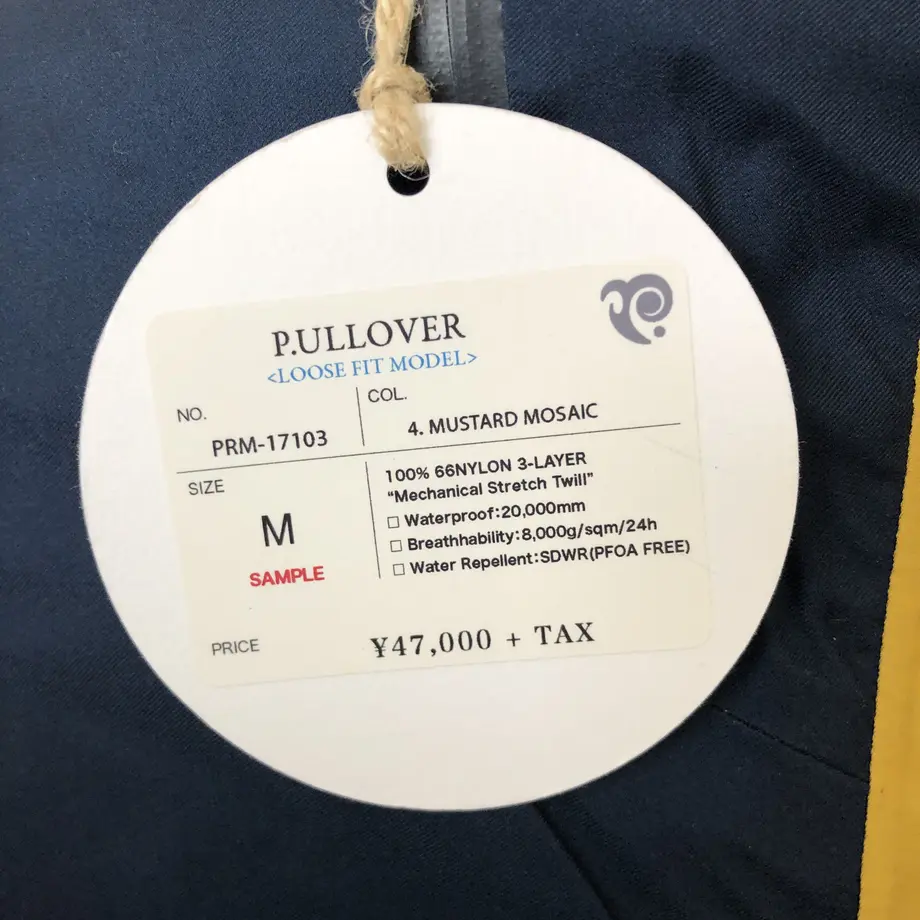 P.ULLOVER
<LOOSE FIT MODEL>
NO.
PRM-17103
COL.
4. MUSTARD MOSAIC
SIZE
M
SAMPLE
100% 66NYLON 3-LAYER
“Mechanical Stretch Twill”
□ Waterproof:20,000mm
□ Breathhability:8,000g/sqm/24h
□ Water Repellent:SDWR(PFOA FREE)
PRICE
¥47,000 + TAX